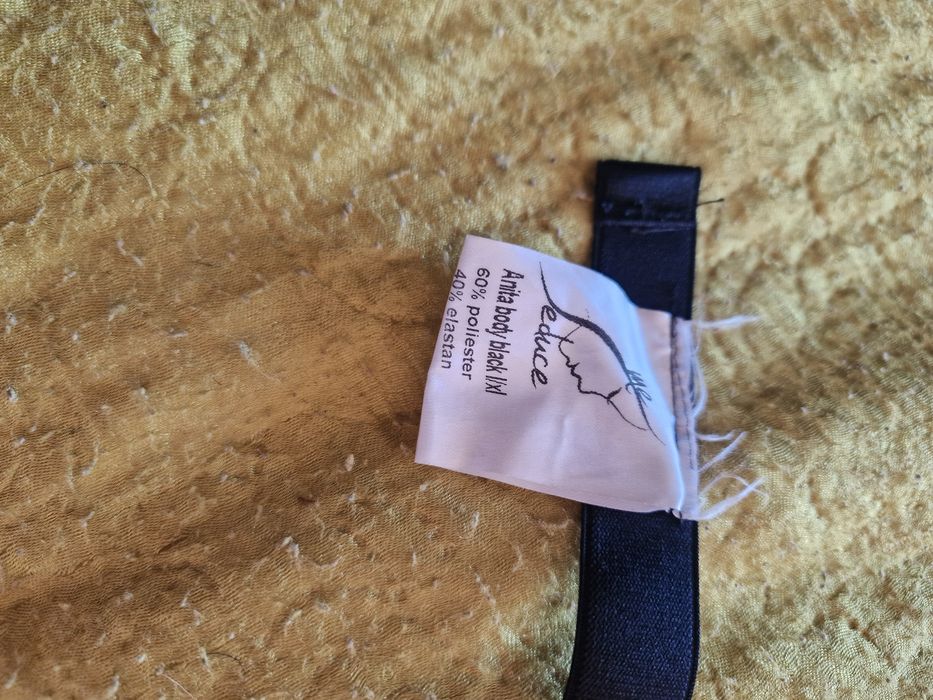 Seduce
Anita body black l/xl
60% poliester
40% elastan